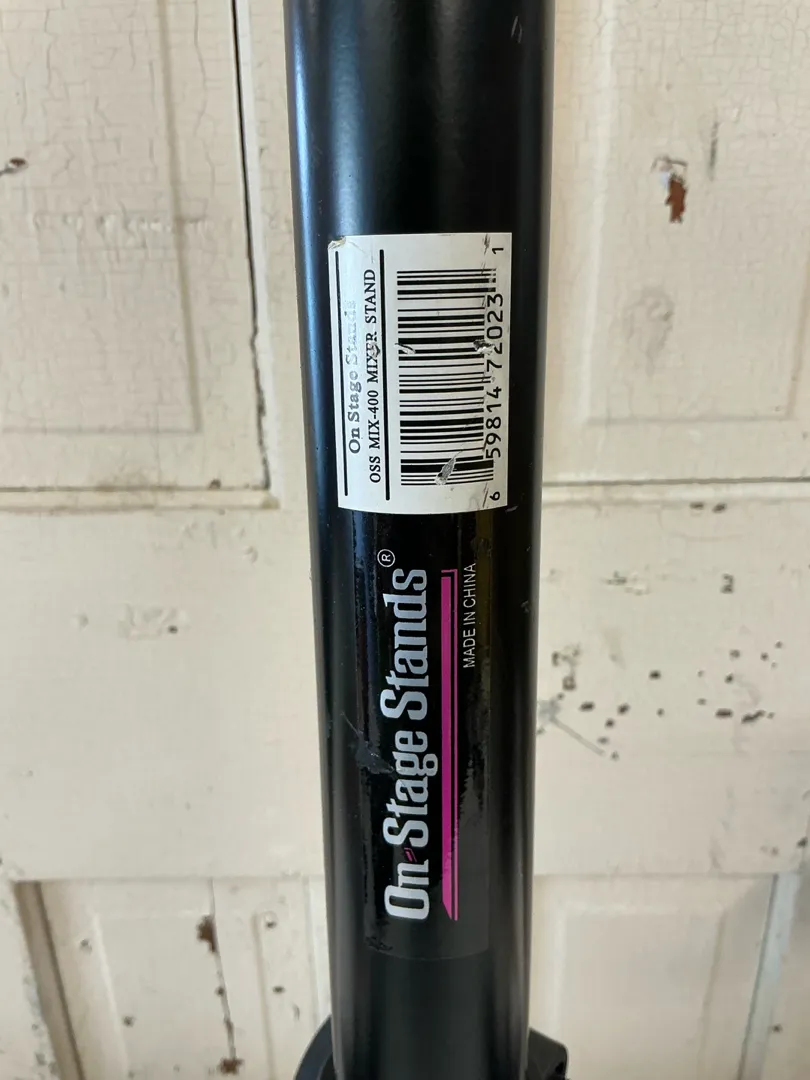 On Stage Stands
OSS MIX-400 MIXER STAND
6 59814 72023 1
On-Stage Stands®
MADE IN CHINA